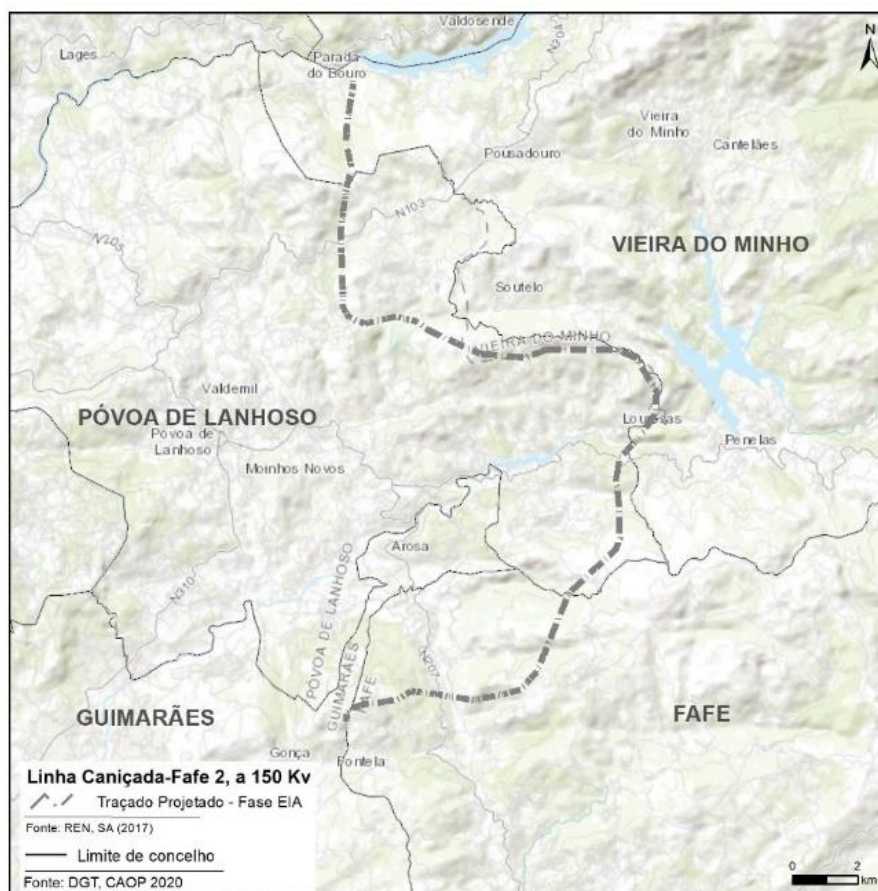 Valdosende
N304
N
Lages
Parada
do Bouro
Vieira
do Minho
Cantelães
Pousadouro
N103
N205
VIEIRA DO MINHO
Soutelo
VIEIRA DO MINHO
Valdemil
PÓVOA DE LANHOSO
Póvoa de
Lanhoso
Louredas
Penelas
Moinhos Novos
Arosa
N310
PÓVOA DE LANHOSO
GUIMARÃES
FAFE
N207
GUIMARÃES
FAFE
Gonça
Fontela
Linha Caniçada-Fafe 2, a 150 Kv
Traçado Projetado - Fase EIA
Fonte: REN, SA (2017)
Limite de concelho
Fonte: DGT, CAOP 2020
0 2
km